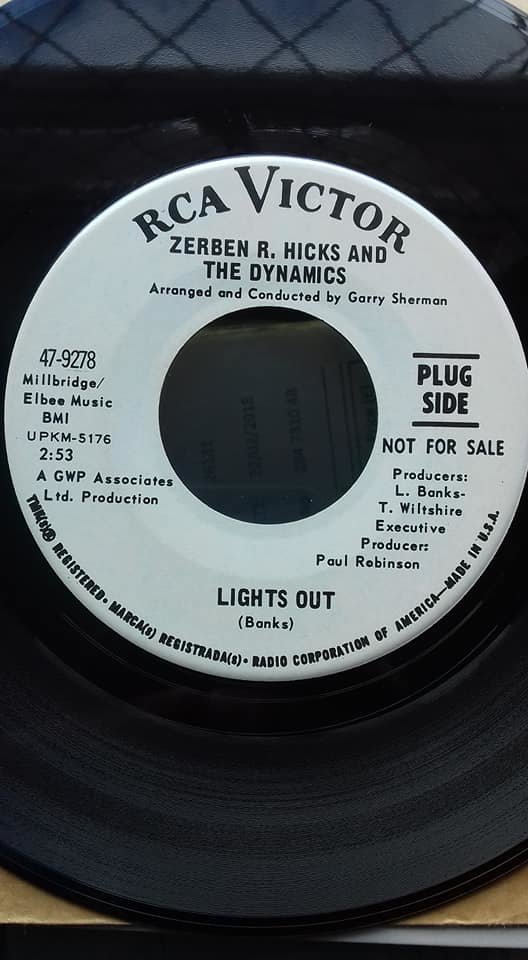 RCA VICTOR
ZERBEN R. HICKS AND
THE DYNAMICS
Arranged and Conducted by Garry Sherman
47-9278
Millbridge/
Elbee Music
BMI
UPKM-5176
2:53
A GWP Associates
Ltd. Production
PLUG
SIDE
NOT FOR SALE
Producers:
L. Banks-
T. Wiltshire
Executive
Producer:
Paul Robinson
LIGHTS OUT
(Banks)
TMK(s)® REGISTERED• MARCA(s) REGISTRADA(s)• RADIO CORPORATION OF AMERICA—MADE IN U.S.A.